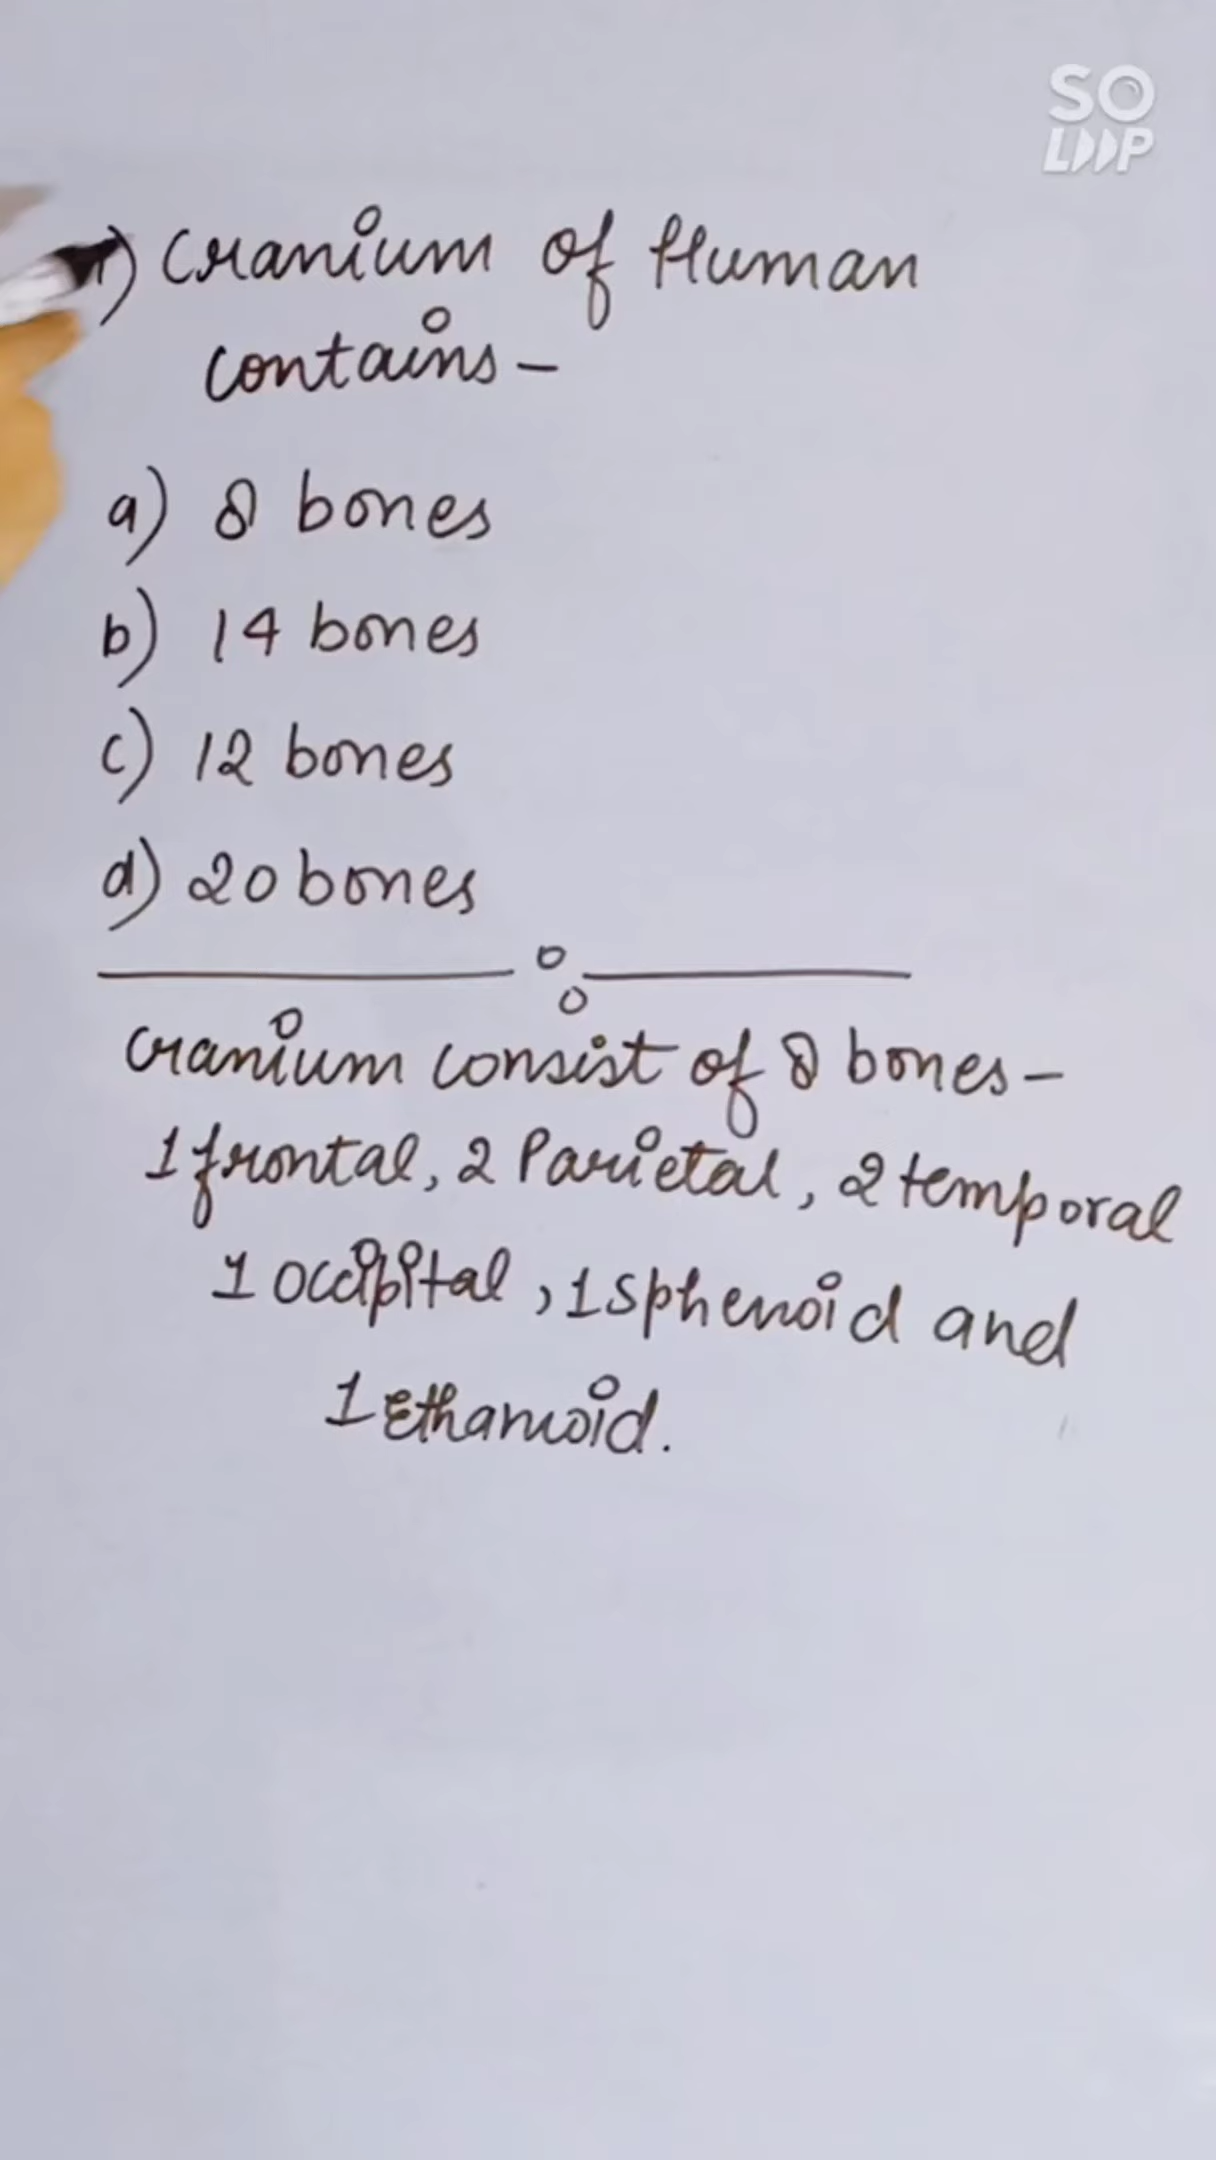 SO
LOOP
1) Cranium of Human
contains -
a) 8 bones
b) 14 bones
c) 12 bones
d) 20 bones
Cranium consist of 8 bones -
1 frontal, 2 Parietal, 2 temporal
1 occipital, 1 sphenoid and
1 Ethamoid.